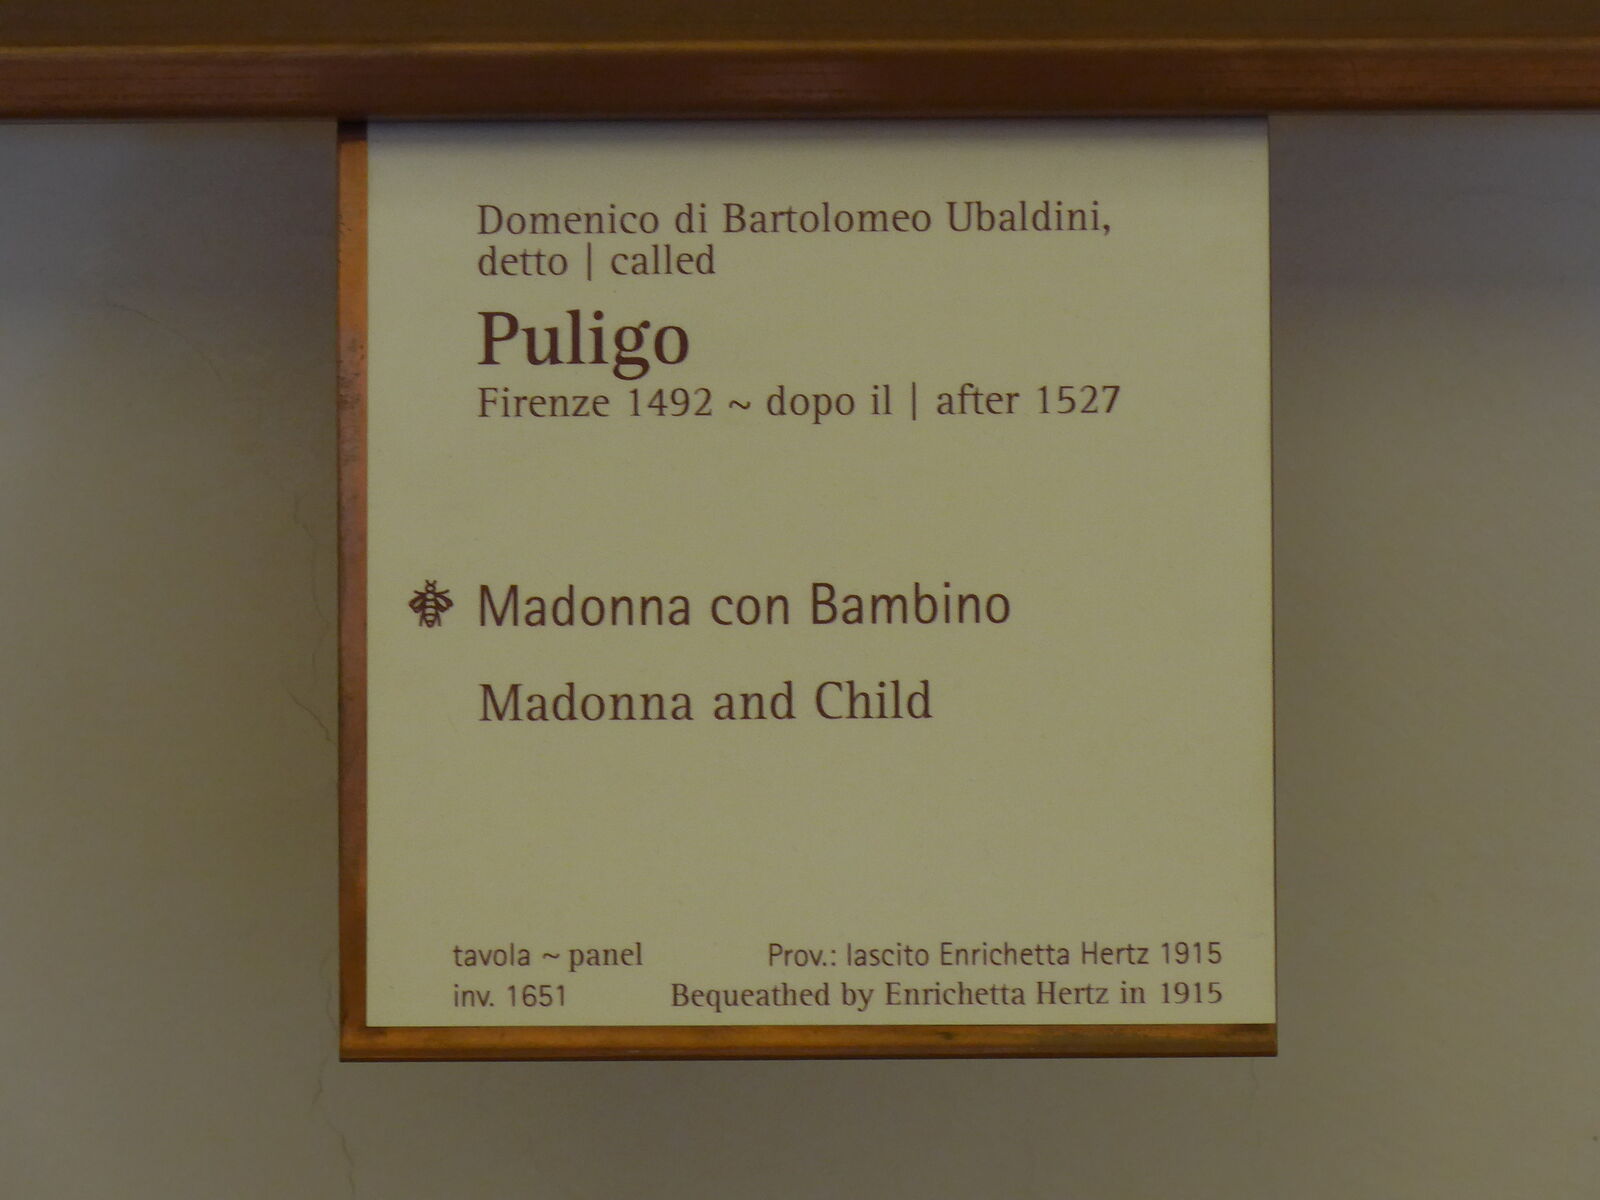 Domenico di Bartolomeo Ubaldini,
detto | called
Puligo
Firenze 1492 ~ dopo il | after 1527
Madonna con Bambino
Madonna and Child
tavola ~ panel
inv. 1651
Prov.: lascito Enrichetta Hertz 1915
Bequeathed by Enrichetta Hertz in 1915